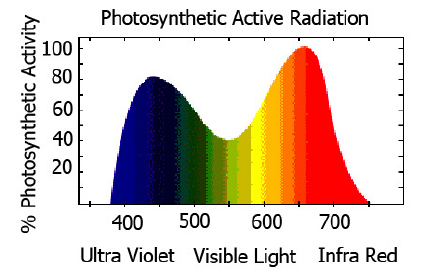 Photosynthetic Active Radiation
% Photosynthetic Activity
100
80
60
40
20
400 500 600 700
Ultra Violet Visible Light Infra Red